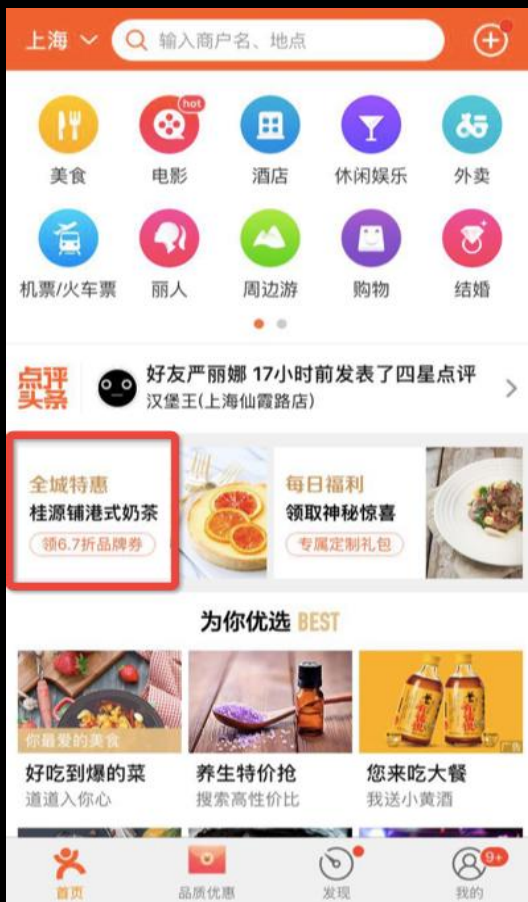 上海
输入商户名、地点
hot
美食
电影
酒店
休闲娱乐
外卖
机票/火车票
丽人
周边游
购物
结婚
点评
头条
好友严丽娜 17小时前发表了四星点评
汉堡王(上海仙霞路店)
全城特惠
桂源铺港式奶茶
领6.7折品牌券
每日福利
领取神秘惊喜
专属定制礼包
为你优选 BEST
你最爱的美食
广告
好吃到爆的菜
道道入你心
养生特价抢
搜索高性价比
您来吃大餐
我送小黄酒
9+
首页
品质优惠
发现
我的